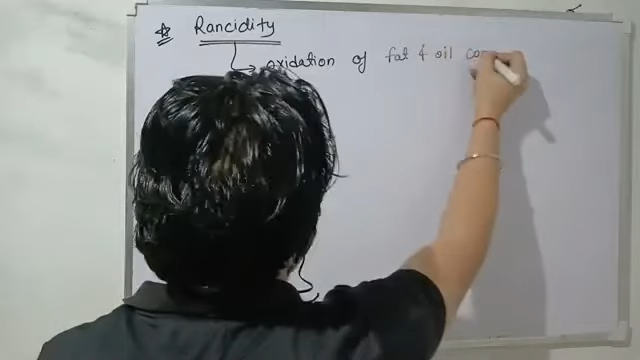 Rancidity
oxidation of fat & oil